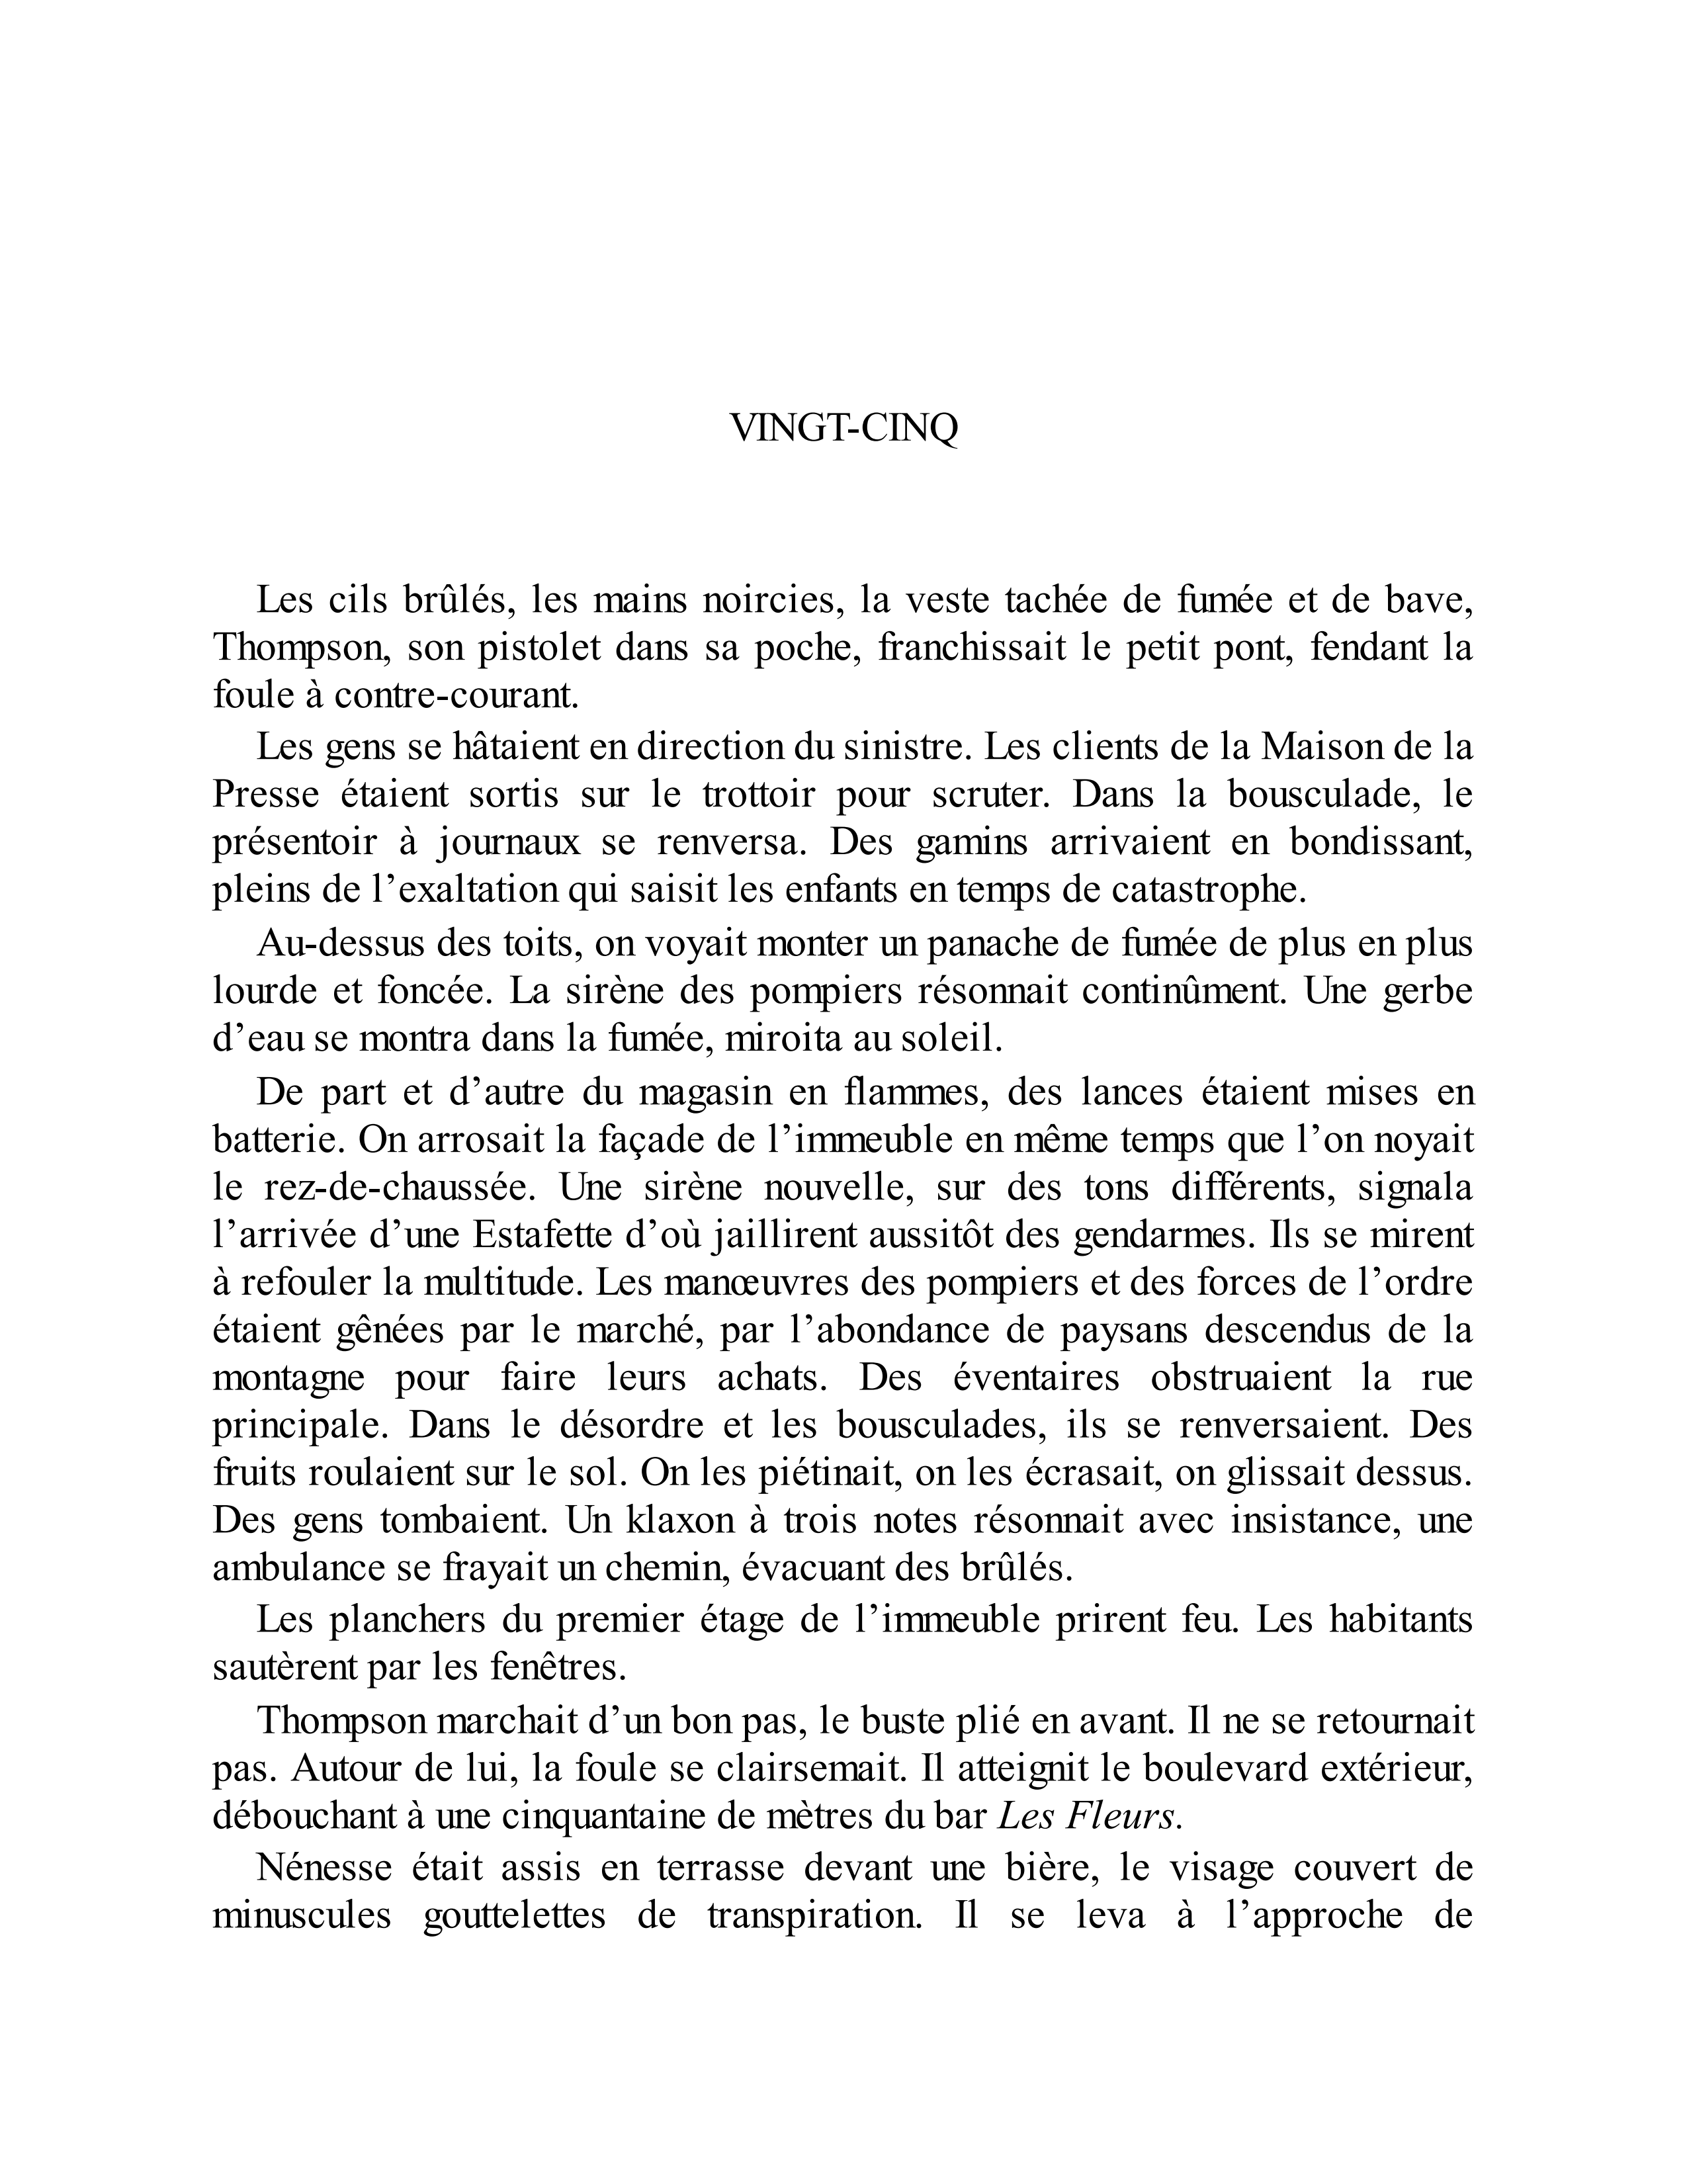 VINGT-CINQ
Les cils brûlés, les mains noircies, la veste tachée de fumée et de bave,
Thompson, son pistolet dans sa poche, franchissait le petit pont, fendant la
foule à contre-courant.
Les gens se hâtaient en direction du sinistre. Les clients de la Maison de la
Presse étaient sortis sur le trottoir pour scruter. Dans la bousculade, le
présentoir à journaux se renversa. Des gamins arrivaient en bondissant,
pleins de l’exaltation qui saisit les enfants en temps de catastrophe.
Au-dessus des toits, on voyait monter un panache de fumée de plus en plus
lourde et foncée. La sirène des pompiers résonnait continûment. Une gerbe
d’eau se montra dans la fumée, miroita au soleil.
De part et d’autre du magasin en flammes, des lances étaient mises en
batterie. On arrosait la façade de l’immeuble en même temps que l’on noyait
le rez-de-chaussée. Une sirène nouvelle, sur des tons différents, signala
l’arrivée d’une Estafette d’où jaillirent aussitôt des gendarmes. Ils se mirent
à refouler la multitude. Les manœuvres des pompiers et des forces de l’ordre
étaient gênées par le marché, par l’abondance de paysans descendus de la
montagne pour faire leurs achats. Des éventaires obstruaient la rue
principale. Dans le désordre et les bousculades, ils se renversaient. Des
fruits roulaient sur le sol. On les piétinait, on les écrasait, on glissait dessus.
Des gens tombaient. Un klaxon à trois notes résonnait avec insistance, une
ambulance se frayait un chemin, évacuant des brûlés.
Les planchers du premier étage de l’immeuble prirent feu. Les habitants
sautèrent par les fenêtres.
Thompson marchait d’un bon pas, le buste plié en avant. Il ne se retournait
pas. Autour de lui, la foule se clairsemait. Il atteignit le boulevard extérieur,
débouchant à une cinquantaine de mètres du bar Les Fleurs.
Nénesse était assis en terrasse devant une bière, le visage couvert de
minuscules gouttelettes de transpiration. Il se leva à l’approche de